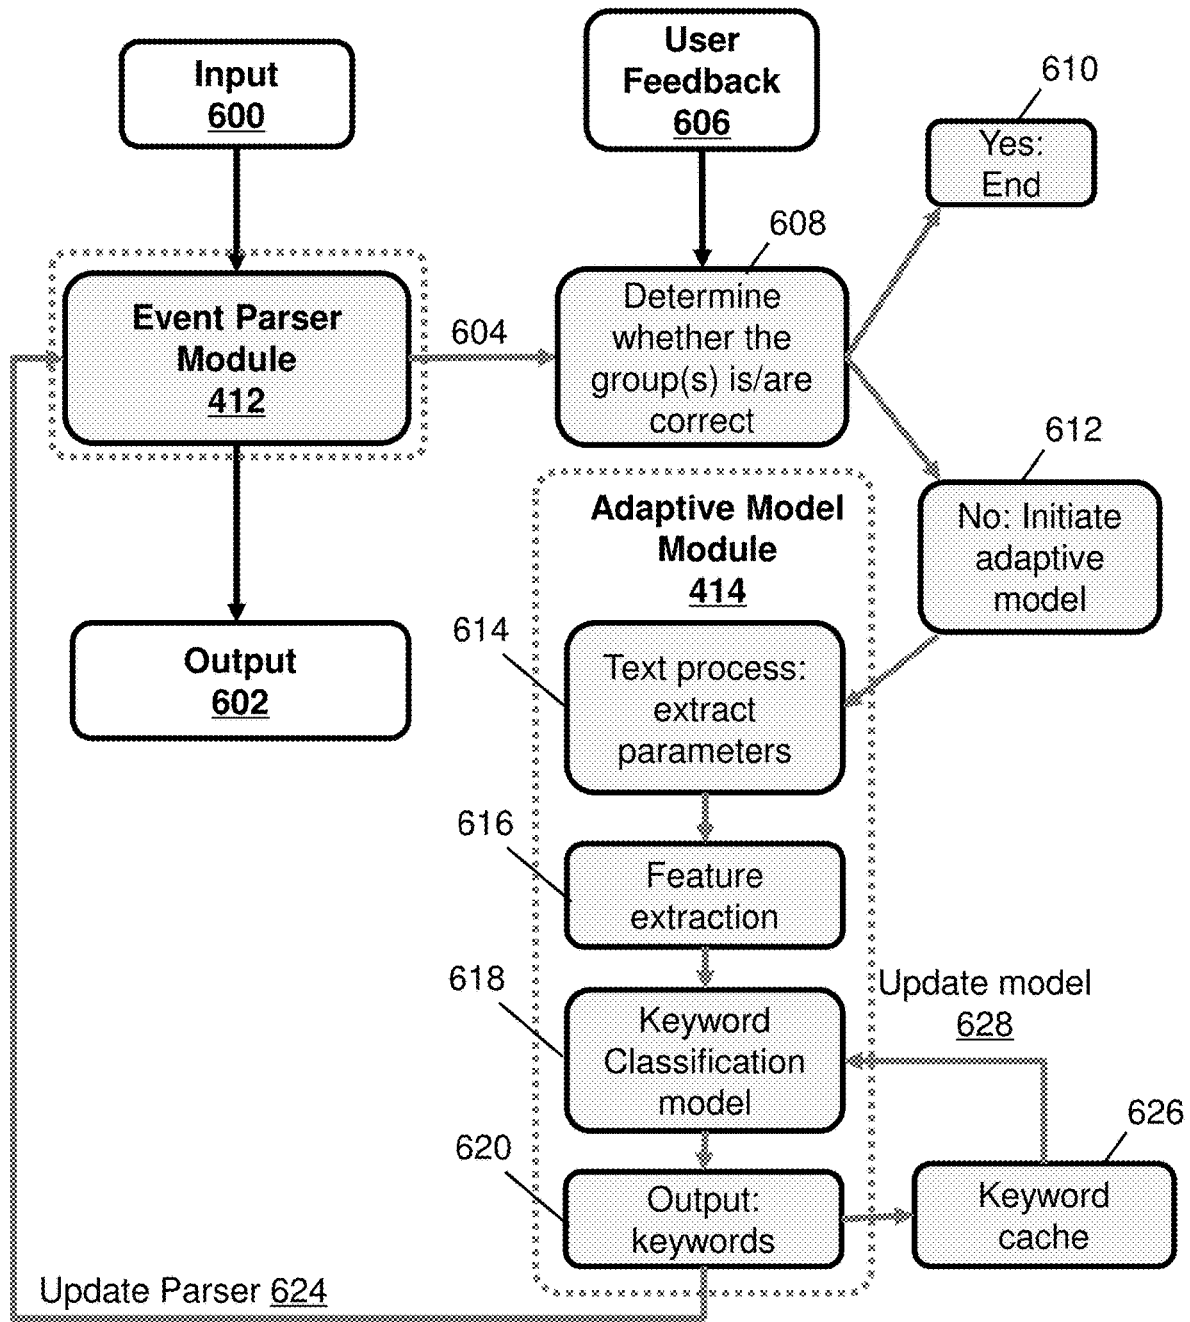 Input
600
User
Feedback
606
610
Yes:
End
608
Event Parser
Module
412
604
Determine
whether the
group(s) is/are
correct
612
No: Initiate
adaptive
model
Adaptive Model
Module
414
Output
602
614
Text process:
extract
parameters
616
Feature
extraction
618
Keyword
Classification
model
Update model
628
620
Output:
keywords
626
Keyword
cache
Update Parser 624